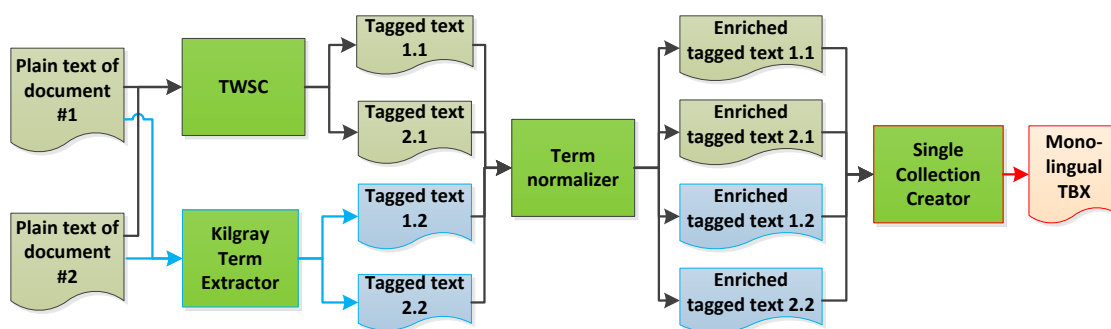 Plain text of
document
#1
Plain text of
document
#2
TWSC
Kilgray
Term
Extractor
Tagged text
1.1
Tagged text
2.1
Tagged text
1.2
Tagged text
2.2
Term
normalizer
Enriched
tagged text 1.1
Enriched
tagged text 2.1
Enriched
tagged text 1.2
Enriched
tagged text 2.2
Single
Collection
Creator
Mono-
lingual
TBX